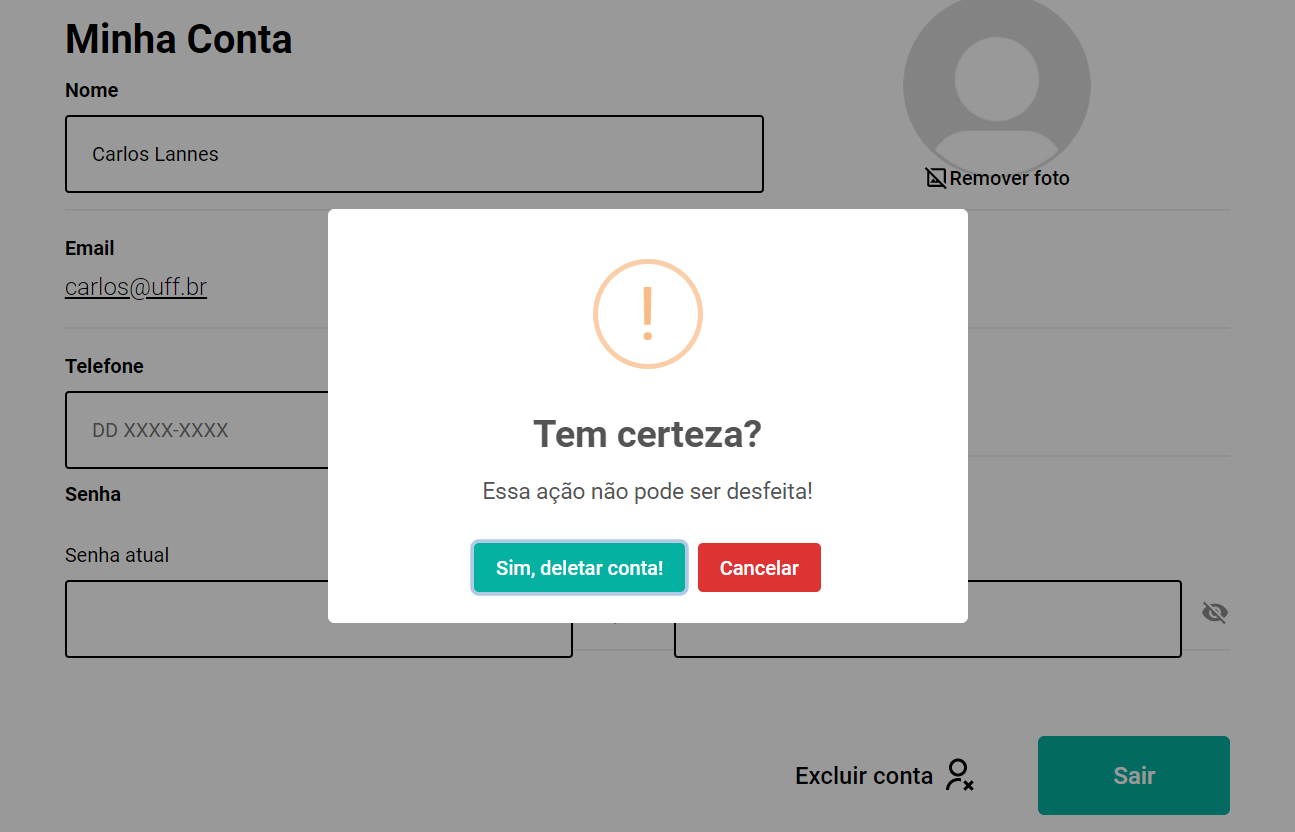 Minha Conta
Nome
Carlos Lannes
Remover foto
Email
carlos@uff.br
Telefone
DD XXXX-XXXX
Senha
Senha atual
!
Tem certeza?
Essa ação não pode ser desfeita!
Sim, deletar conta!
Cancelar
Excluir conta
Sair